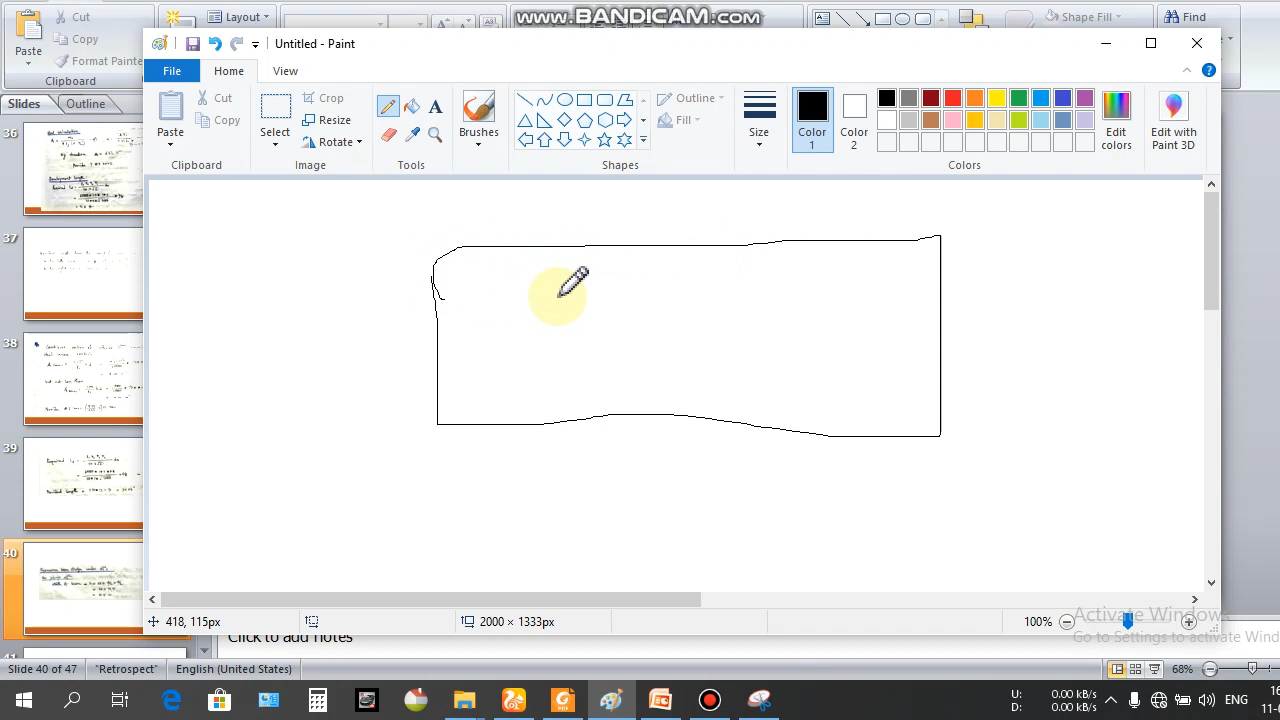 www.BANDICAM.com
Cut
Copy
Format Painte
Paste
Clipboard
Layout
Shape Fill
Find
Untitled - Paint
File
Home
View
Paste
Cut
Copy
Clipboard
Select
Crop
Resize
Rotate
Image
Tools
Brushes
Outline
Fill
Shapes
Size
Color
1
Color
2
Edit
colors
Edit with
Paint 3D
Colors
Slides
Outline
36
37
38
39
40
418, 115px
2000 × 1333px
100%
Activate Windows
Go to Settings to activate Wind
Click to add notes
Slide 40 of 47
"Retrospect"
English (United States)
68%
U: 0.00 kB/s
D: 0.00 kB/s
ENG